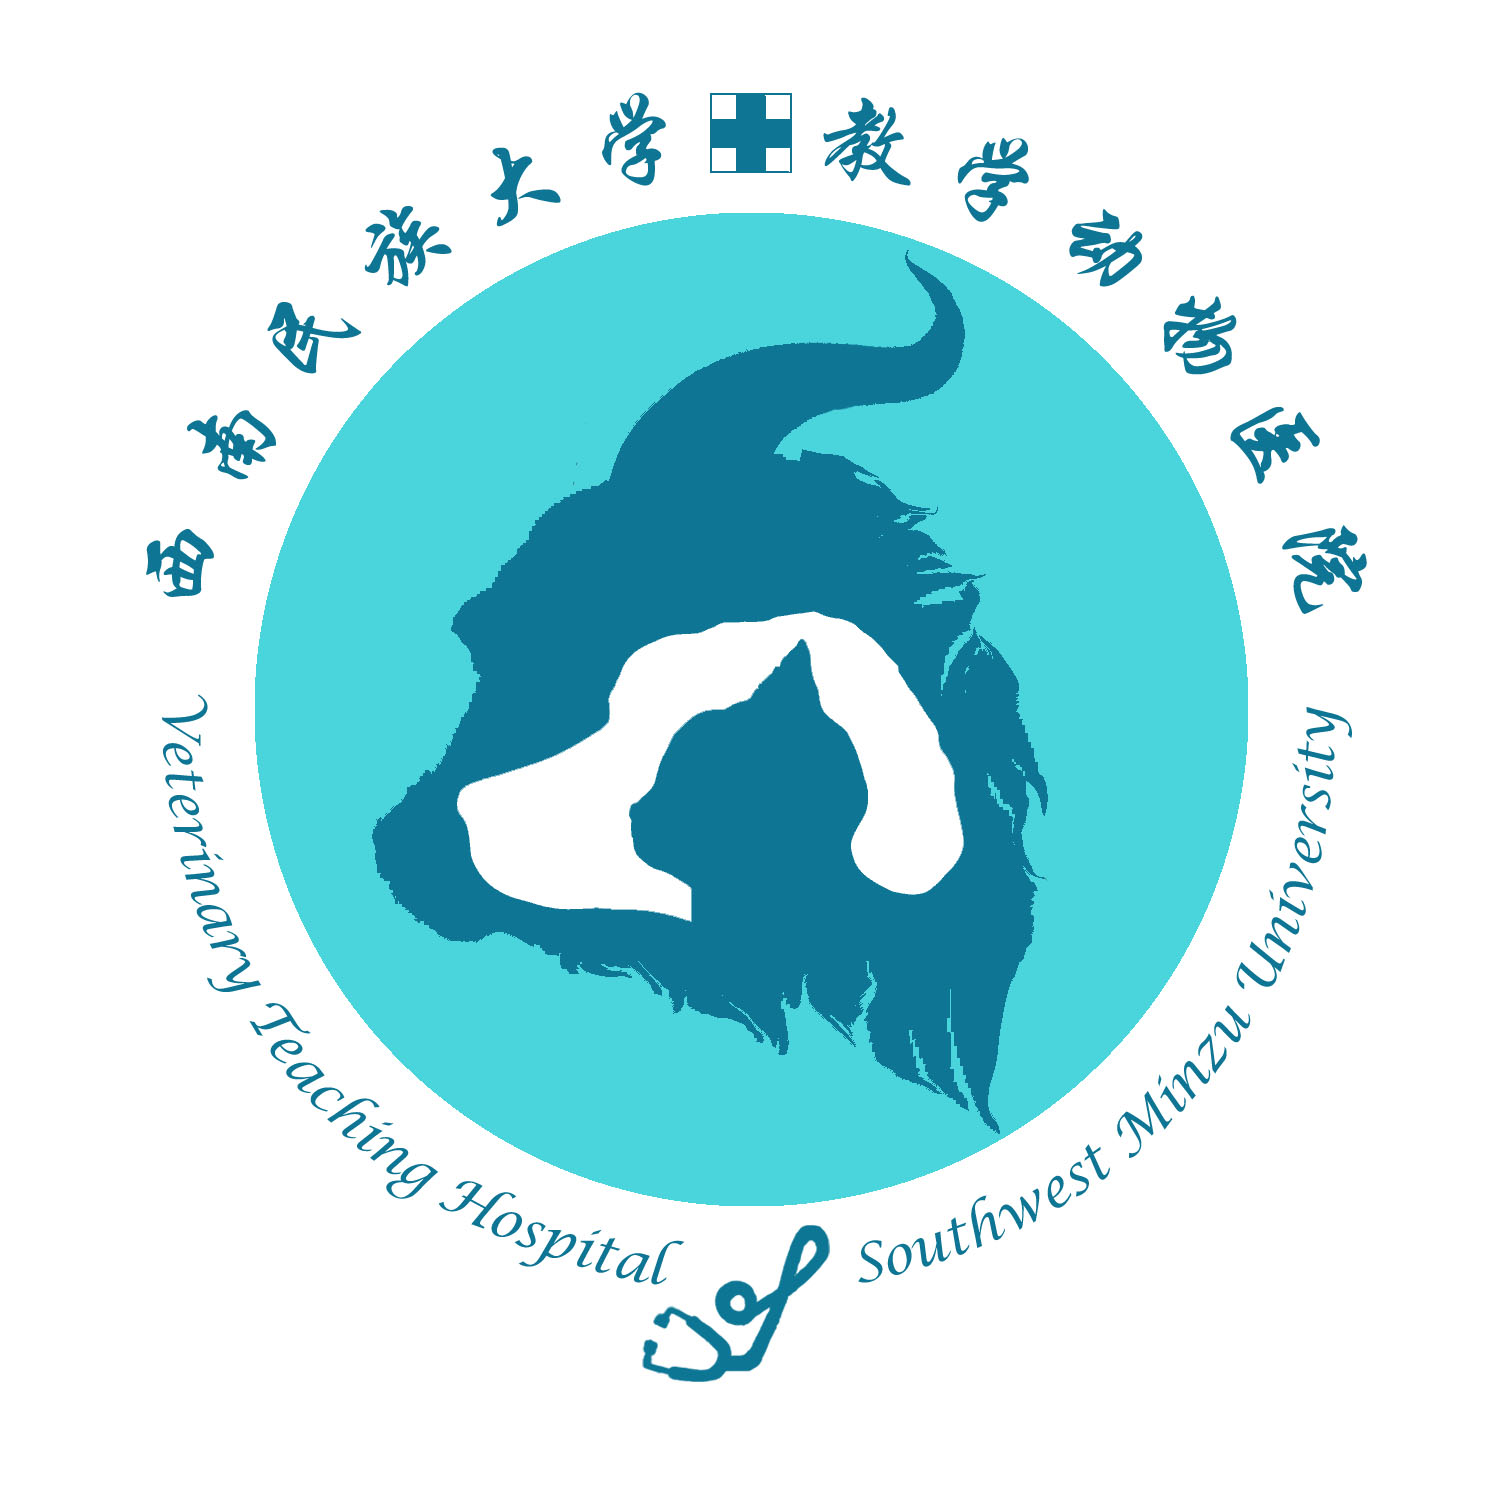 西南民族大学
教学动物医院
Veterinary Teaching Hospital
Southwest Minzu University